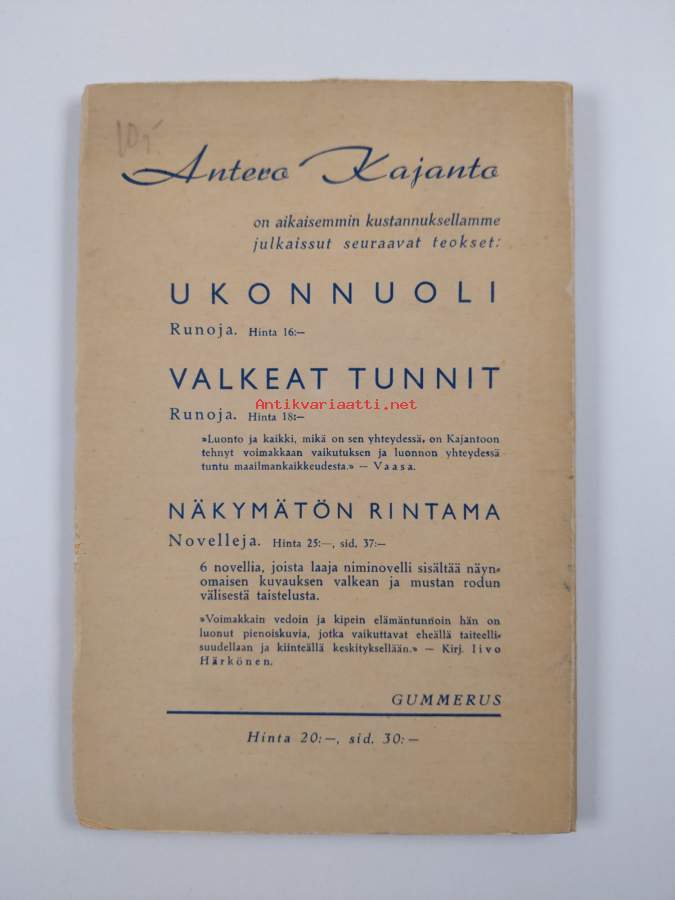 10,-
Antero Kajanto
on aikaisemmin kustannuksellamme
julkaissut seuraavat teokset:
UKONNUOLI
Runoja. Hinta 16:—
VALKEAT TUNNIT
Antikvariaatti.net
Runoja. Hinta 18:—
»Luonto ja kaikki, mikä on sen yhteydessä, on Kajantoon
tehnyt voimakkaan vaikutuksen ja luonnon yhteydessä
tuntu maailmankaikkeudesta.» — Vaasa.
NÄKYMÄTÖN RINTAMA
Novelleja. Hinta 25:—, sid. 37:—
6 novellia, joista laaja niminovelli sisältää näyn-
omaisen kuvauksen valkean ja mustan rodun
välisestä taistelusta.
»Voimakkain vedoin ja kipein elämäntunnoin hän on
luonut pienoiskuvia, jotka vaikuttavat eheällä taiteelli-
suudellaan ja kiinteällä keskityksellään.» — Kirj. Iivo
Härkönen.
GUMMERUS
Hinta 20:—, sid. 30:—